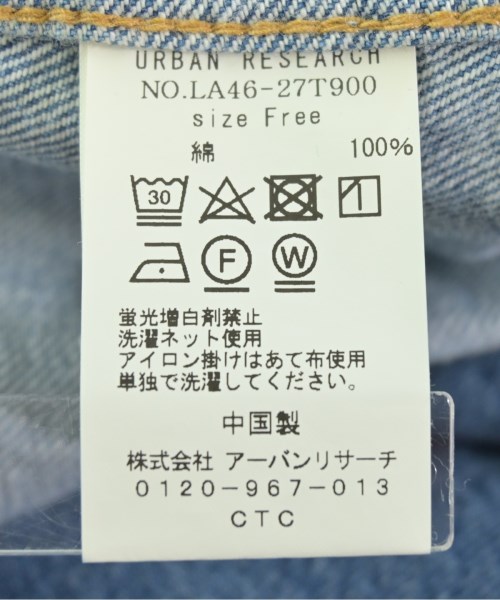 URBAN RESEARCH
NO.LA46-27T900
size Free
綿 100%
30
F W
蛍光増白剤禁止
洗濯ネット使用
アイロン掛けはあて布使用
単独で洗濯してください。
中国製
株式会社 アーバンリサーチ
0120-967-013
CTC